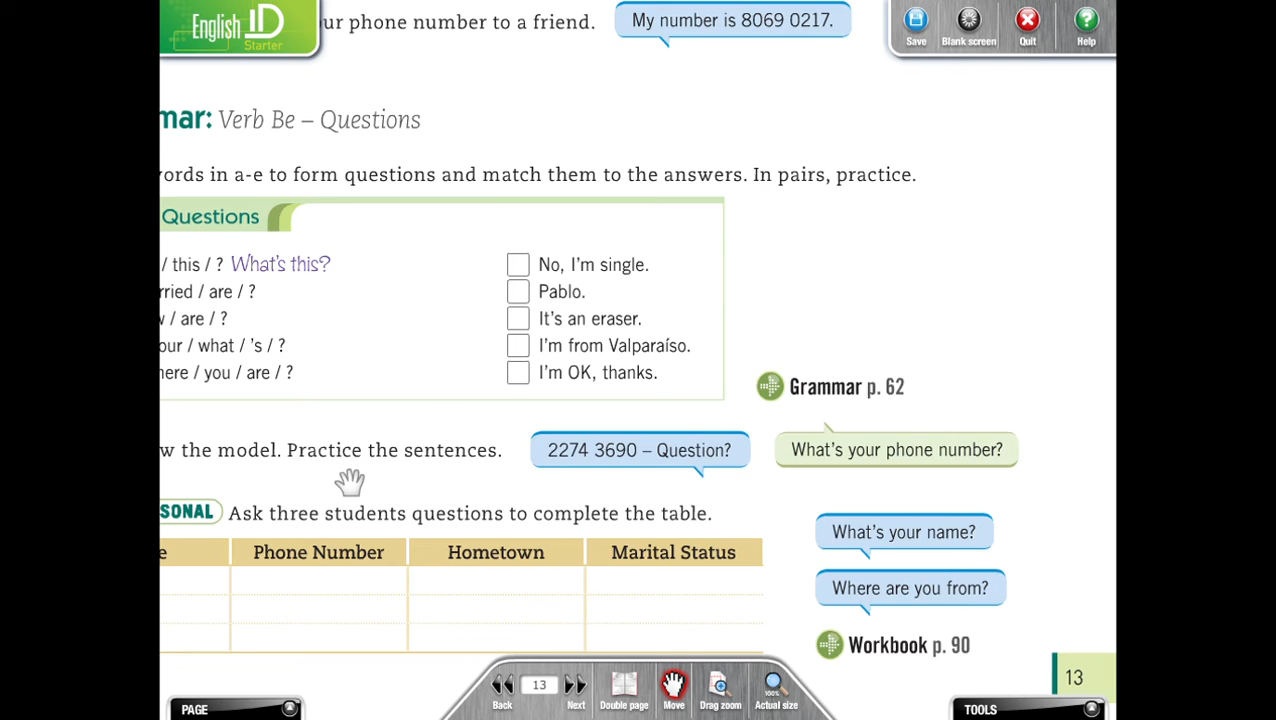 English ID
Starter
ur phone number to a friend.
My number is 8069 0217.
Save
Blank screen
Quit
Help
mar: Verb Be – Questions
words in a-e to form questions and match them to the answers. In pairs, practice.
Questions
/ this / ? What's this?
No, I'm single.
rried / are / ?
Pablo.
w / are / ?
It's an eraser.
our / what / 's / ?
I'm from Valparaíso.
here / you / are / ?
I'm OK, thanks.
Grammar p. 62
w the model. Practice the sentences.
2274 3690 – Question?
What's your phone number?
SONAL
Ask three students questions to complete the table.
e
Phone Number
Hometown
Marital Status
What's your name?
Where are you from?
Workbook p. 90
13
PAGE
Back
13
Next
Double page
Move
Drag zoom
100%
Actual size
TOOLS